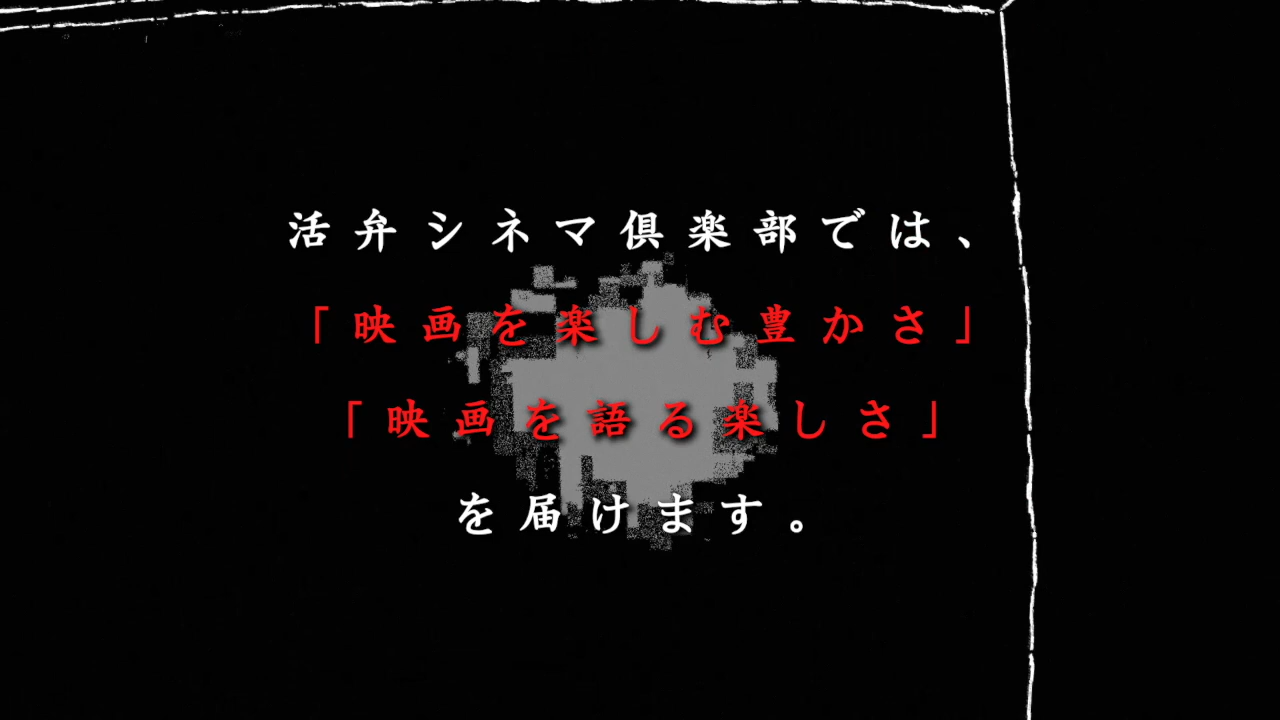 活弁シネマ倶楽部では、
「映画を楽しむ豊かさ」
「映画を語る楽しさ」
を届けます。